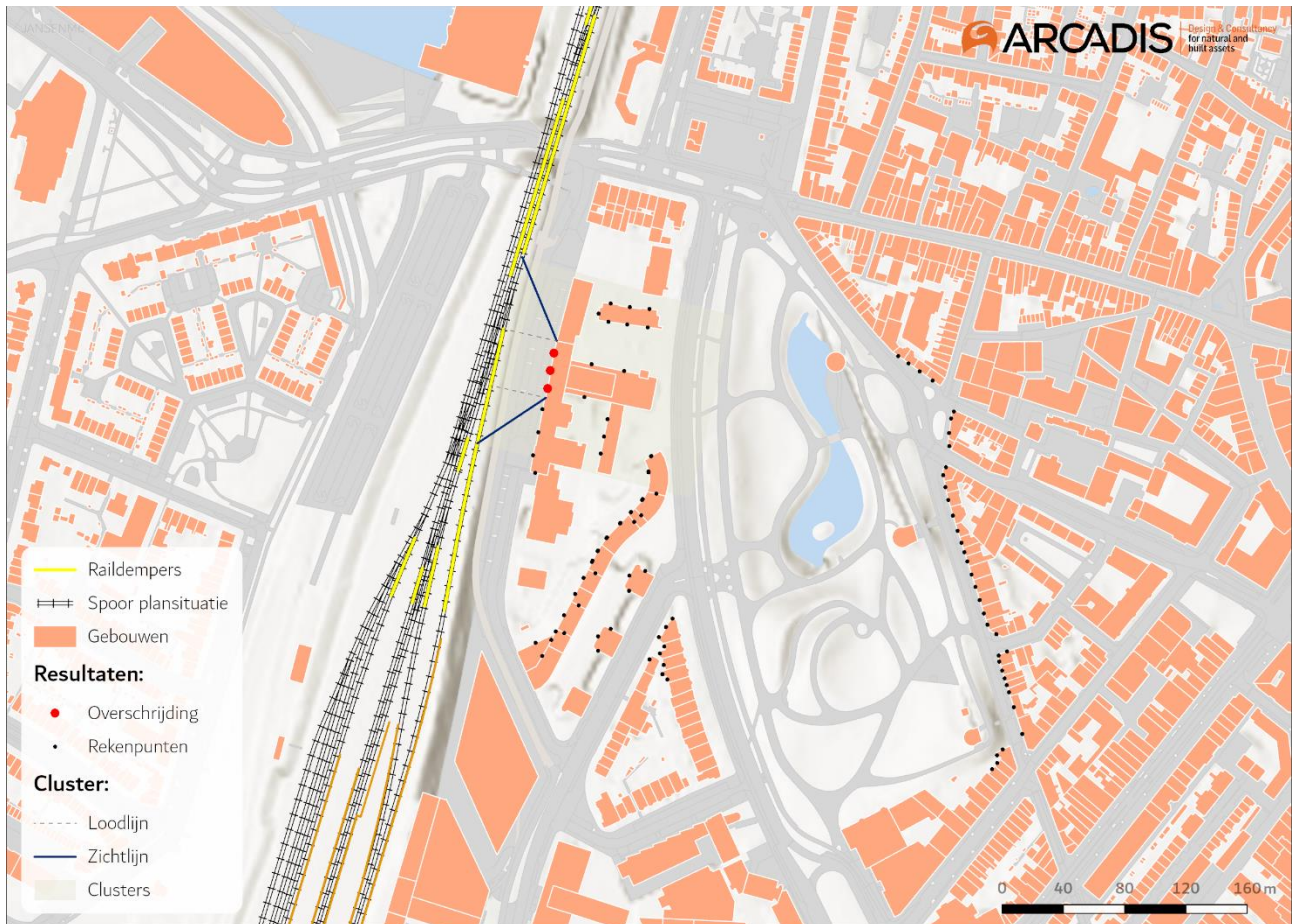 JANSENM
ARCADIS
Design & Consultancy
for natural and
built assets
Raildempers
Spoor plansituatie
Gebouwen
Resultaten:
Overschrijding
Rekenpunten
Cluster:
Loodlijn
Zichtlijn
Clusters
0 40 80 120 160 m